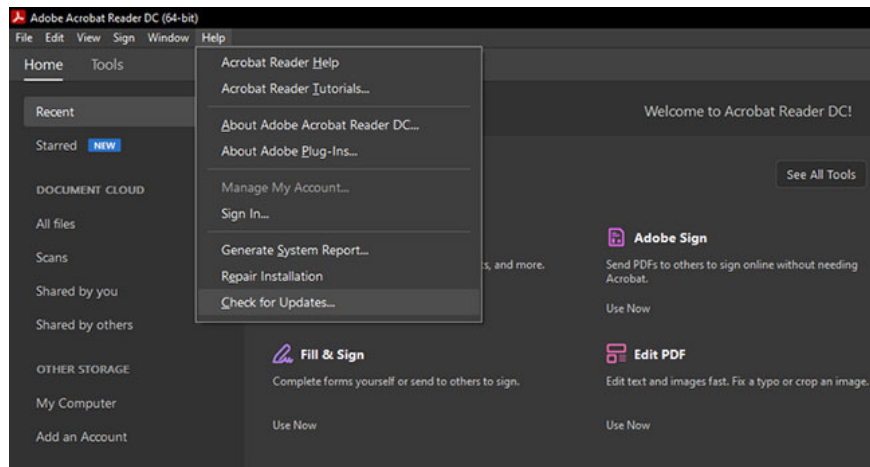 Adobe Acrobat Reader DC (64-bit)
File Edit View Sign Window Help
Home Tools
Acrobat Reader Help
Acrobat Reader Tutorials...
About Adobe Acrobat Reader DC...
About Adobe Plug-Ins...
Manage My Account...
Sign In...
Generate System Report...
Repair Installation
Check for Updates...
Recent
Starred NEW
DOCUMENT CLOUD
All files
Scans
Shared by you
Shared by others
OTHER STORAGE
My Computer
Add an Account
Welcome to Acrobat Reader DC!
See All Tools
, and more.
Adobe Sign
Send PDFs to others to sign online without needing
Acrobat.
Use Now
Fill & Sign
Complete forms yourself or send to others to sign.
Use Now
Edit PDF
Edit text and images fast. Fix a typo or crop an image.
Use Now